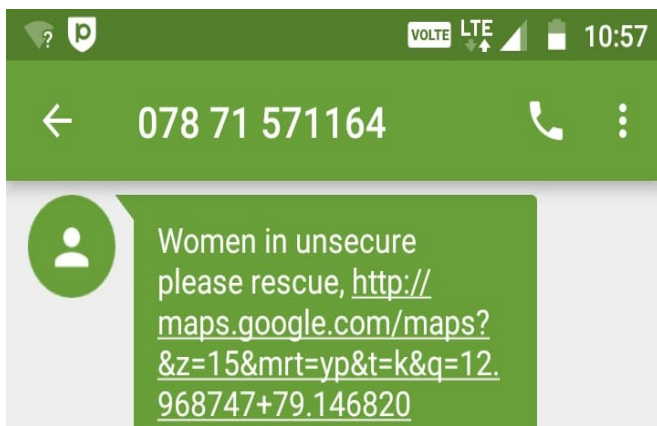 ? VOLTE LTE 10:57
078 71 571164
Women in unsecure
please rescue, http://
maps.google.com/maps?
&z=15&mrt=yp&t=k&q=12.
968747+79.146820